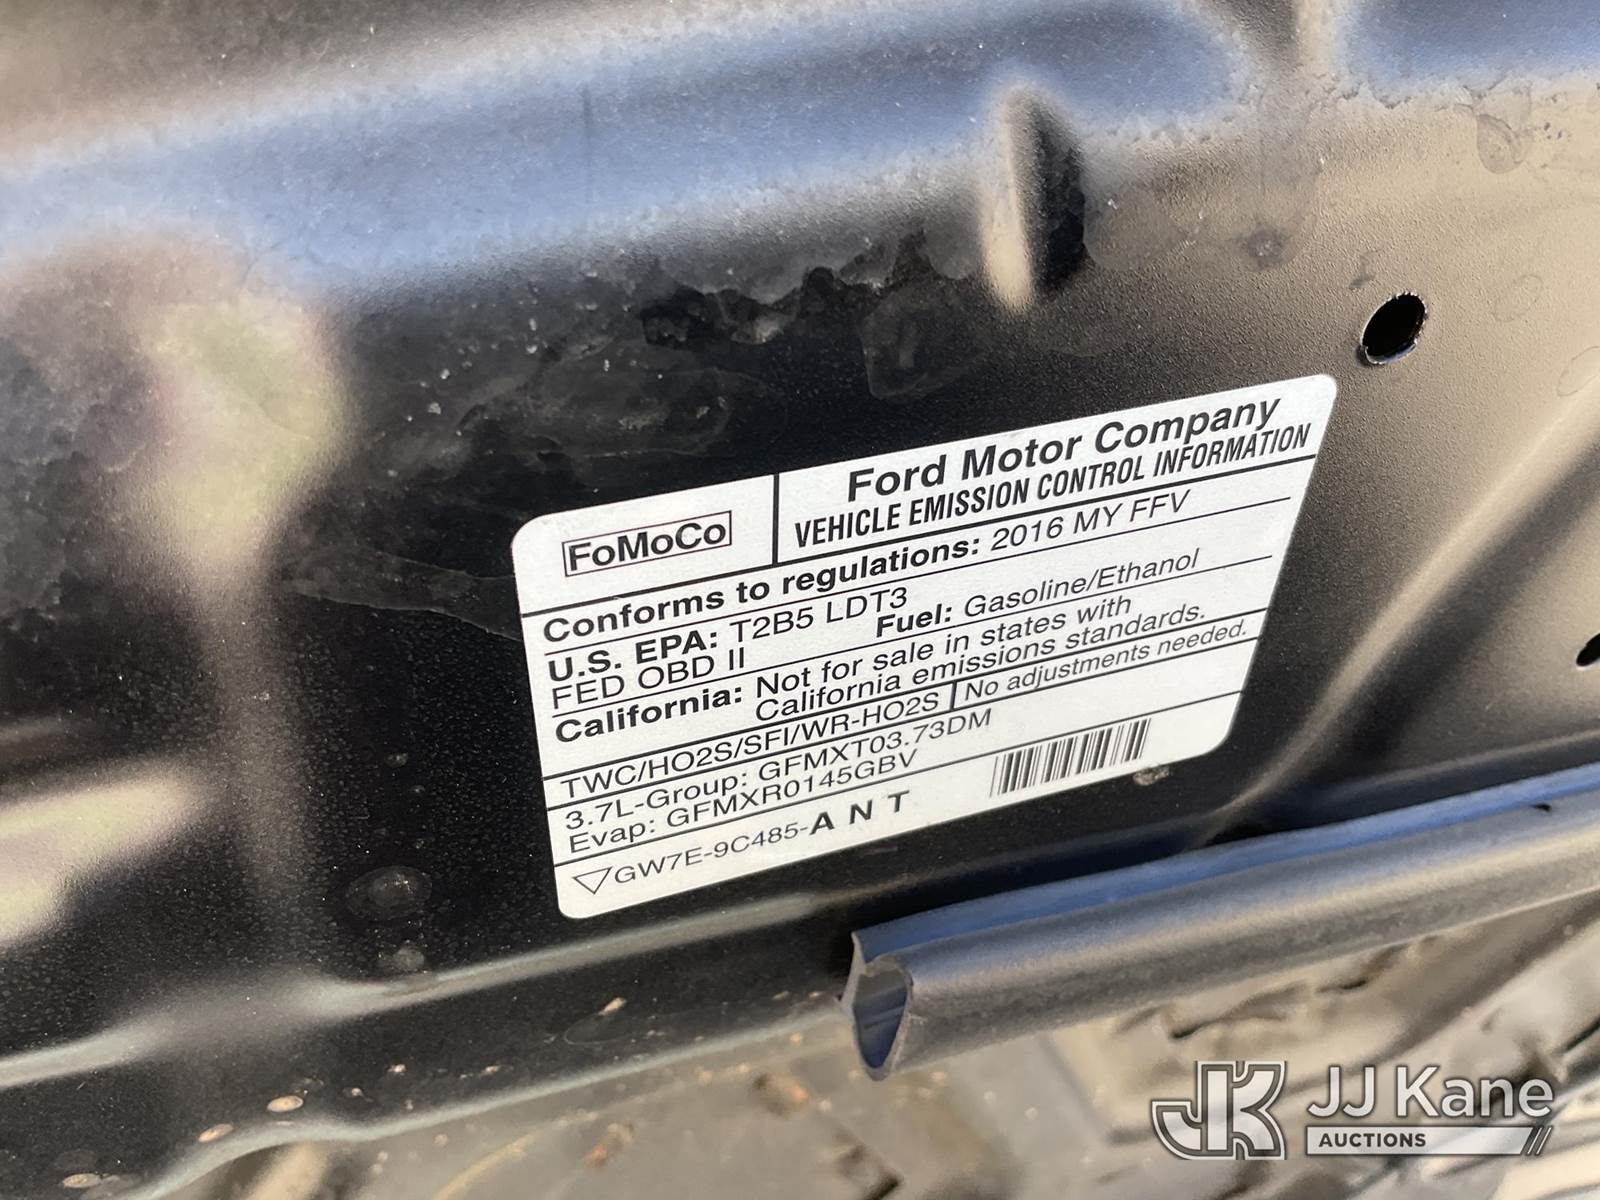 FoMoCo
Ford Motor Company
VEHICLE EMISSION CONTROL INFORMATION
Conforms to regulations: 2016 MY FFV
U.S. EPA: T2B5 LDT3
FED OBD II Fuel: Gasoline/Ethanol
California: Not for sale in states with
California emissions standards.
TWC/HO2S/SFI/WR-HO2S No adjustments needed.
3.7L-Group: GFMXT03.73DM
Evap: GFMXR0145GBV
GW7E-9C485-ANT
JJ Kane
AUCTIONS